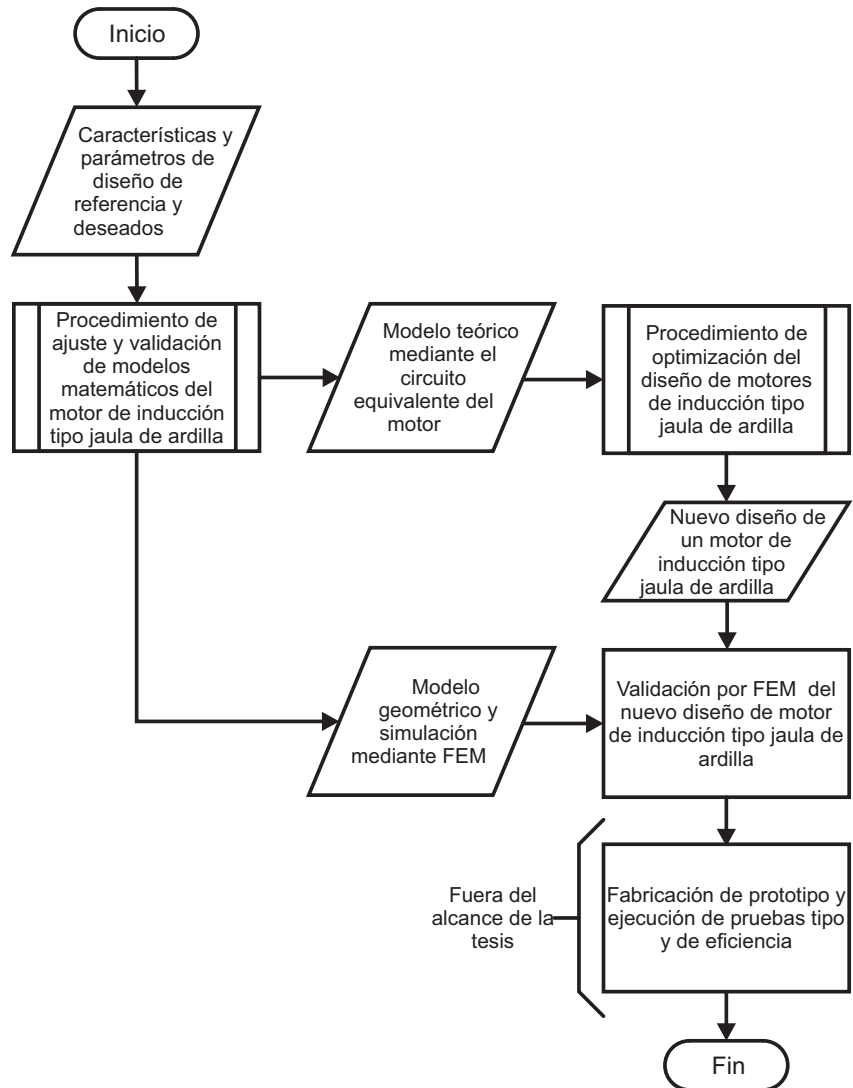 Inicio
Características y
parámetros de
diseño de
referencia y
deseados
Procedimiento de
ajuste y validación
de modelos
matemáticos del
motor de inducción
tipo jaula de ardilla
Modelo teórico
mediante el
circuito
equivalente del
motor
Procedimiento de
optimización del
diseño de motores
de inducción tipo
jaula de ardilla
Nuevo diseño de
un motor de
inducción tipo
jaula de ardilla
Modelo
geométrico y
simulación
mediante FEM
Validación por FEM del
nuevo diseño de motor
de inducción tipo jaula de
ardilla
Fuera del
alcance de la
tesis
Fabricación de prototipo y
ejecución de pruebas tipo
y de eficiencia
Fin